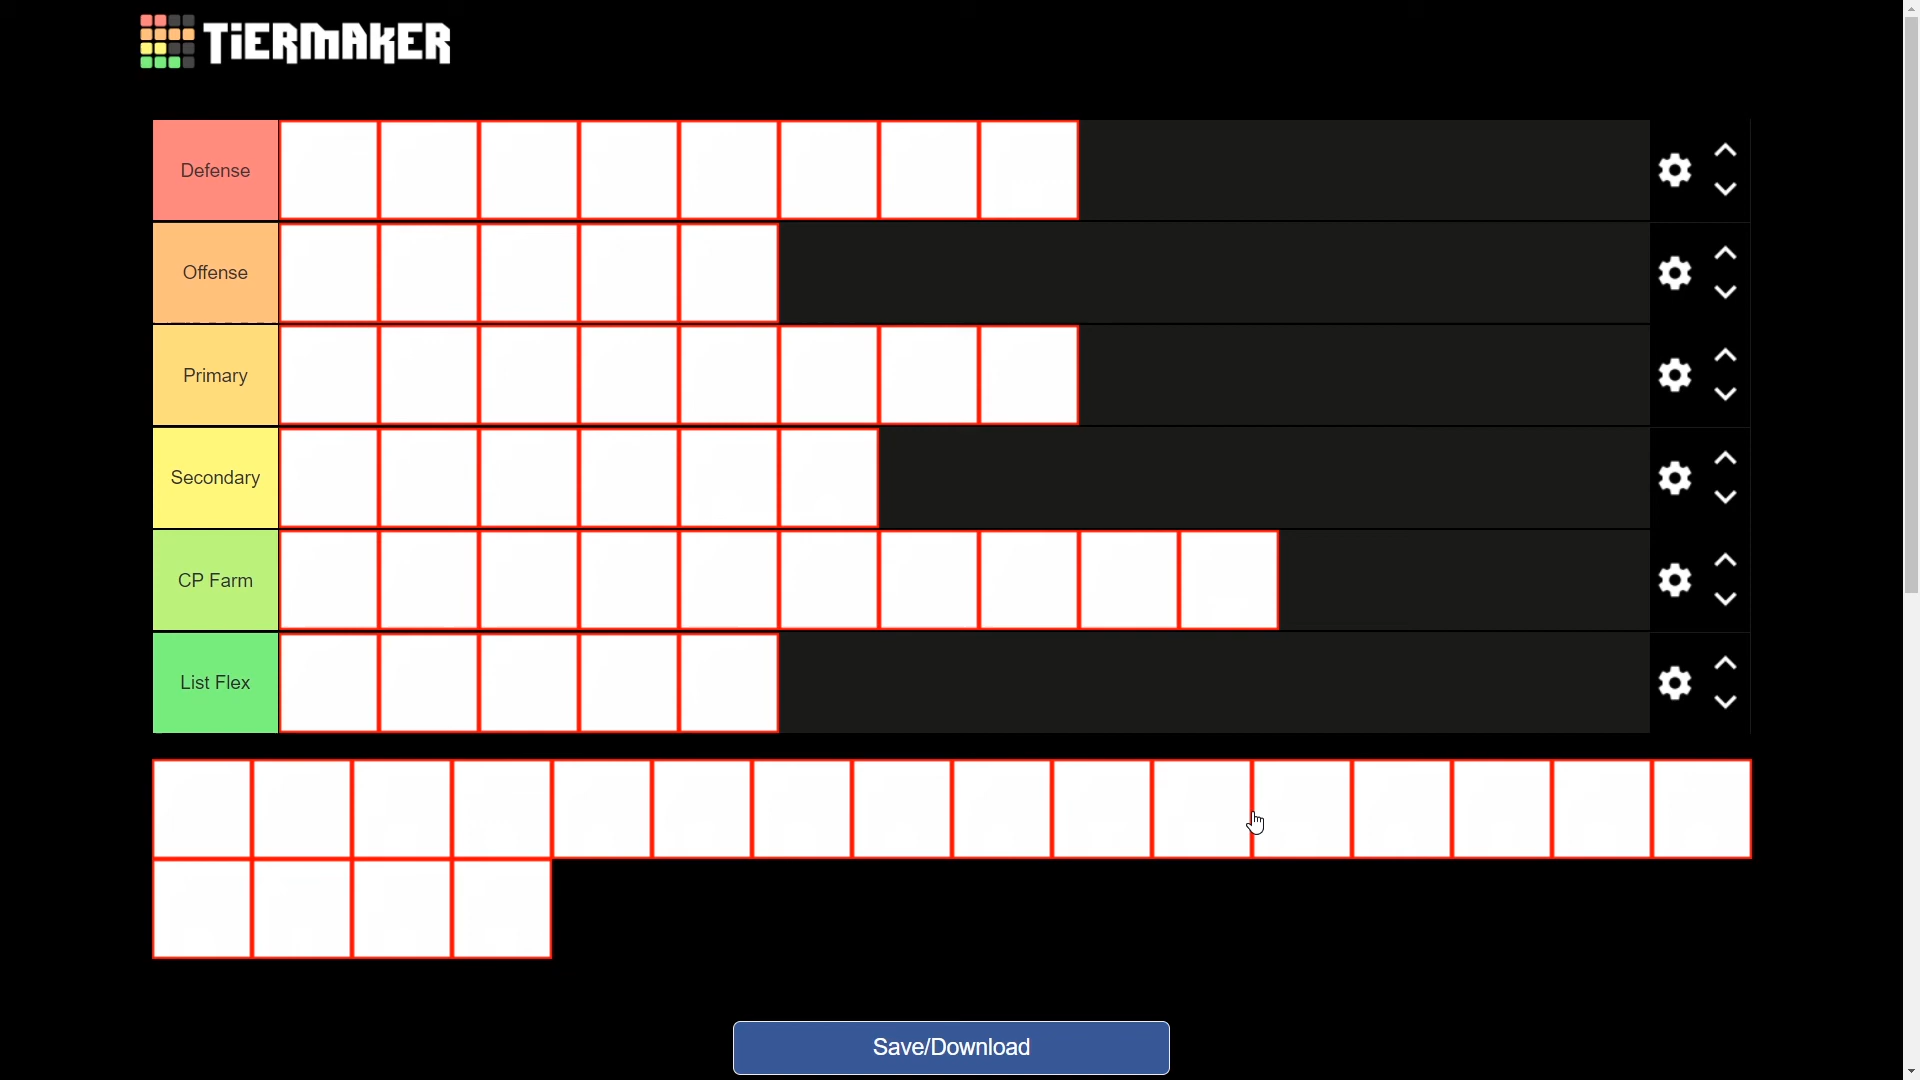 TiERMAKER
Defense
Offense
Primary
Secondary
CP Farm
List Flex
Save/Download